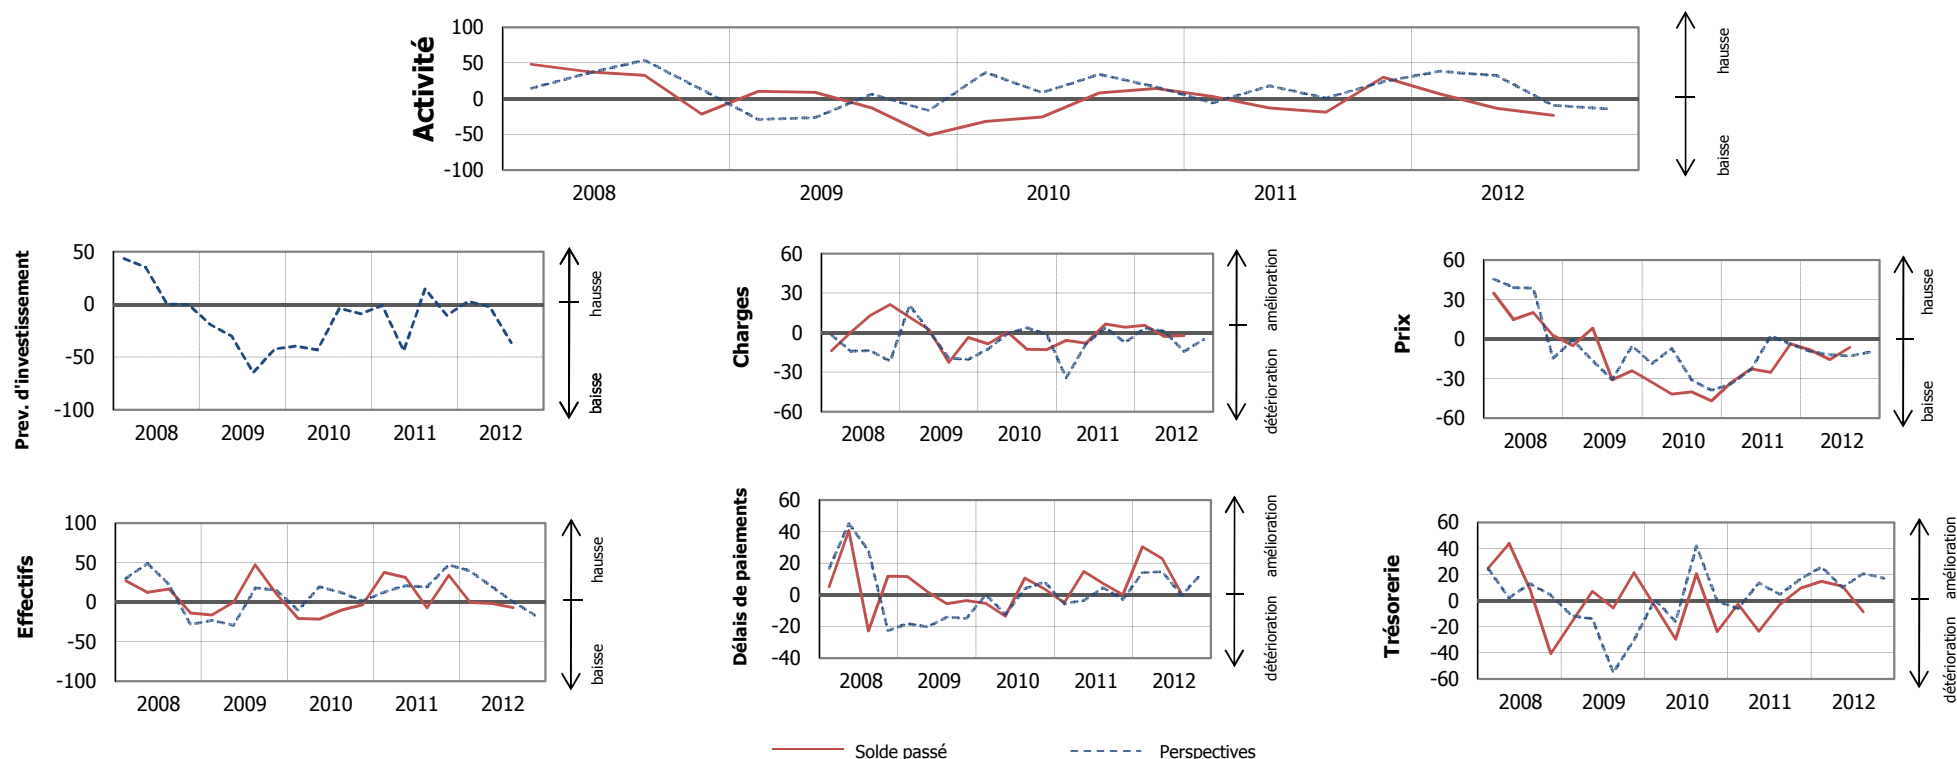 Activité
100
50
0
-50
-100
2008 2009 2010 2011 2012
hausse
baisse
Prev. d'investissement
50
0
-50
-100
2008 2009 2010 2011 2012
hausse
baisse
Charges
60
30
0
-30
-60
2008 2009 2010 2011 2012
amélioration
détérioration
Prix
60
30
0
-30
-60
2008 2009 2010 2011 2012
hausse
baisse
Effectifs
100
50
0
-50
-100
2008 2009 2010 2011 2012
hausse
baisse
Délais de paiements
60
40
20
0
-20
-40
2008 2009 2010 2011 2012
amélioration
détérioration
Trésorerie
60
40
20
0
-20
-40
-60
2008 2009 2010 2011 2012
amélioration
détérioration
Solde passé Perspectives